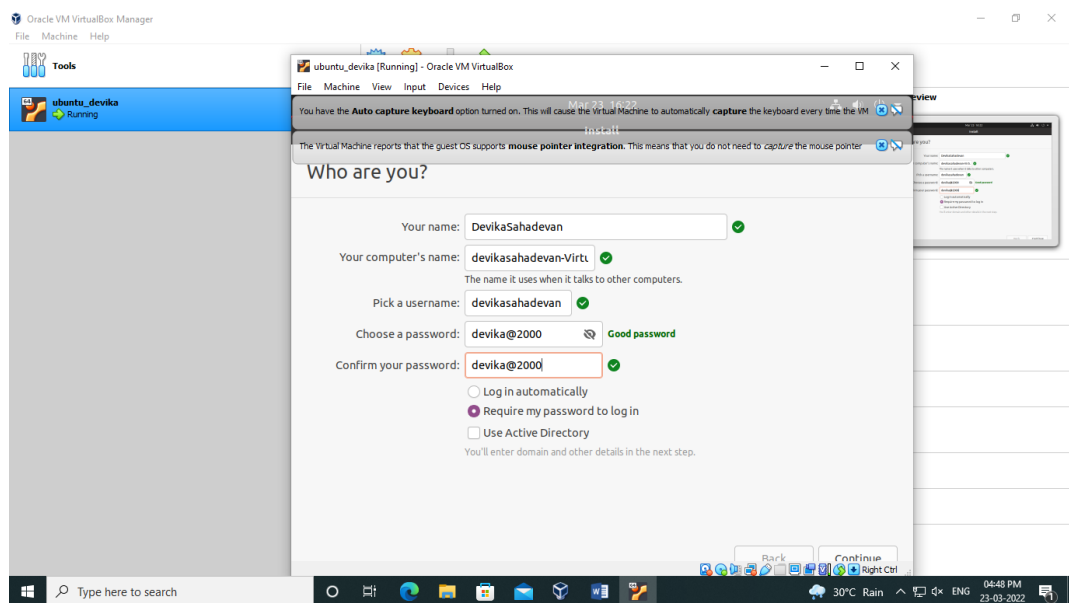 Oracle VM VirtualBox Manager
File Machine Help
Tools
ubuntu_devika [Running] - Oracle VM VirtualBox
File Machine View Input Devices Help
64
ubuntu_devika
Running
eview
Mar 23 16:22
You have the Auto capture keyboard option turned on. This will cause the Virtual Machine to automatically capture the keyboard every time the VM
Install
The Virtual Machine reports that the guest OS supports mouse pointer integration. This means that you do not need to capture the mouse pointer
Who are you?
Your name: DevikaSahadevan
Your computer's name: devikasahadevan-Virtu
The name it uses when it talks to other computers.
Pick a username: devikasahadevan
Choose a password: devika@2000 Good password
Confirm your password: devika@2000
Log in automatically
Require my password to log in
Use Active Directory
You'll enter domain and other details in the next step.
Back Continue
Right Ctrl
Type here to search
30°C Rain ENG 04:48 PM
23-03-2022